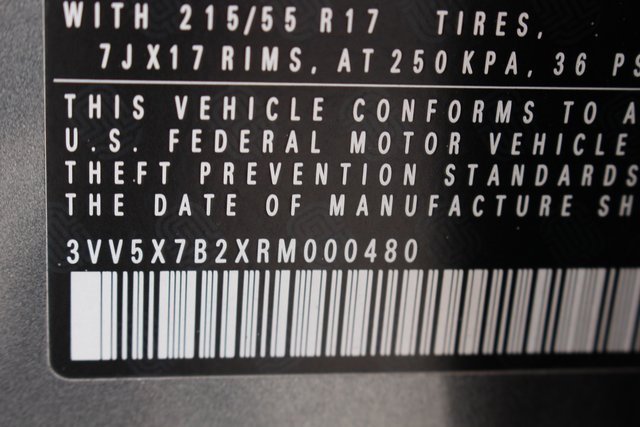 WITH 215/55 R17 TIRES,
7JX17 RIMS, AT 250 KPA, 36 PS
THIS VEHICLE CONFORMS TO A
U.S. FEDERAL MOTOR VEHICLE
THEFT PREVENTION STANDARDS
THE DATE OF MANUFACTURE SH
3VV5X7B2XRM000480